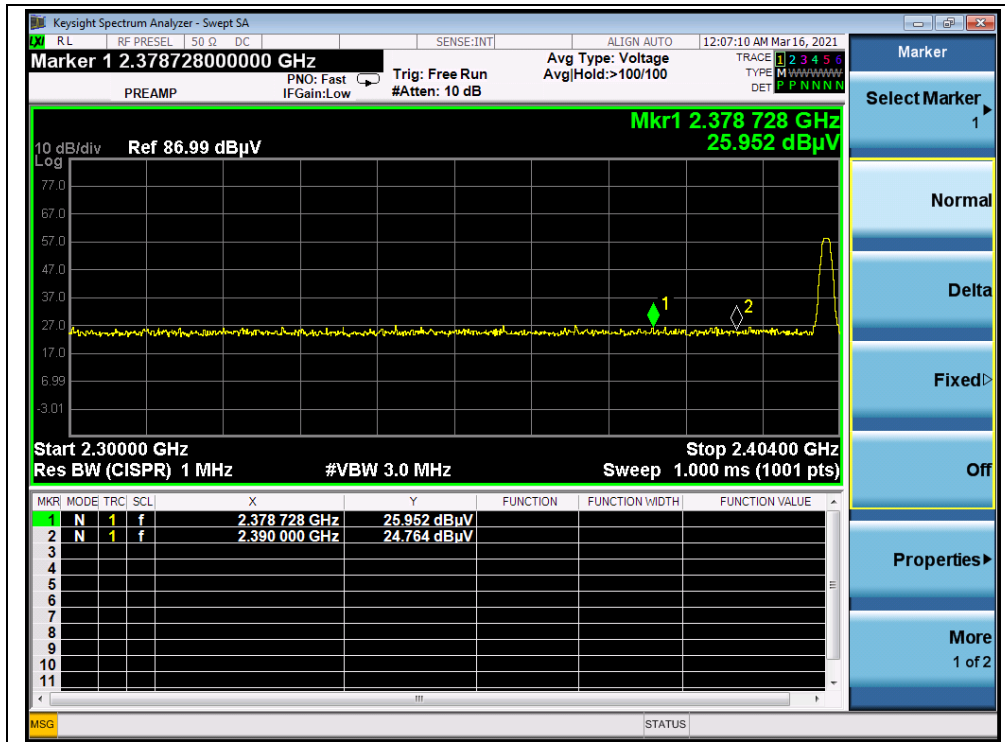 Keysight Spectrum Analyzer - Swept SA
LXI RL RF PRESEL 50 Ω DC SENSE:INT ALIGN AUTO 12:07:10 AM Mar 16, 2021
Marker 1 2.378728000000 GHz
PREAMP
PNO: Fast
IFGain:Low
Trig: Free Run
#Atten: 10 dB
Avg Type: Voltage
Avg|Hold:>100/100
TRACE 1 2 3 4 5 6
TYPE M W W W W W
DET P P N N N N
Mkr1 2.378 728 GHz
25.952 dBµV
10 dB/div Ref 86.99 dBµV
Log
77.0
67.0
57.0
47.0
37.0
27.0
17.0
6.99
-3.01
1
2
Start 2.30000 GHz Stop 2.40400 GHz
Res BW (CISPR) 1 MHz #VBW 3.0 MHz Sweep 1.000 ms (1001 pts)
MKR MODE TRC SCL X Y FUNCTION FUNCTION WIDTH FUNCTION VALUE
1 N 1 f 2.378 728 GHz 25.952 dBµV
2 N 1 f 2.390 000 GHz 24.764 dBµV
3
4
5
6
7
8
9
10
11
MSG STATUS
Marker
Select Marker
1
Normal
Delta
Fixed
Off
Properties
More
1 of 2